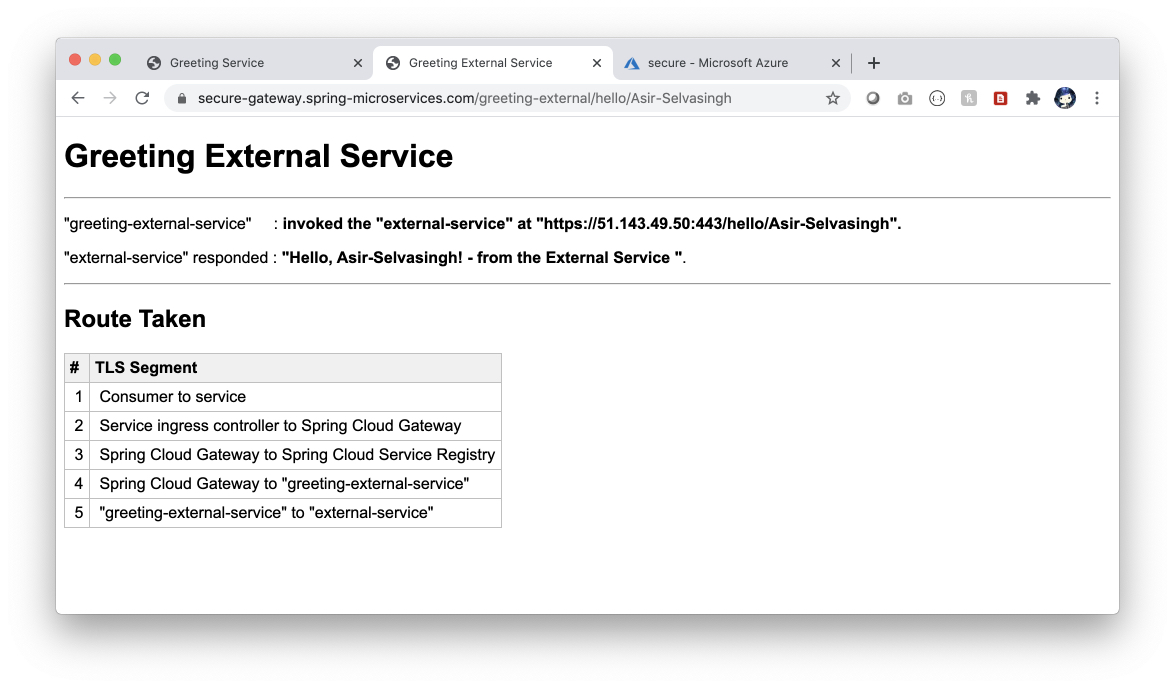 Greeting Service
Greeting External Service
secure - Microsoft Azure
secure-gateway.spring-microservices.com/greeting-external/hello/Asir-Selvasingh
Greeting External Service
"greeting-external-service" : invoked the "external-service" at "https://51.143.49.50:443/hello/Asir-Selvasingh".
"external-service" responded : "Hello, Asir-Selvasingh! - from the External Service ".
Route Taken
# TLS Segment
1 Consumer to service
2 Service ingress controller to Spring Cloud Gateway
3 Spring Cloud Gateway to Spring Cloud Service Registry
4 Spring Cloud Gateway to "greeting-external-service"
5 "greeting-external-service" to "external-service"